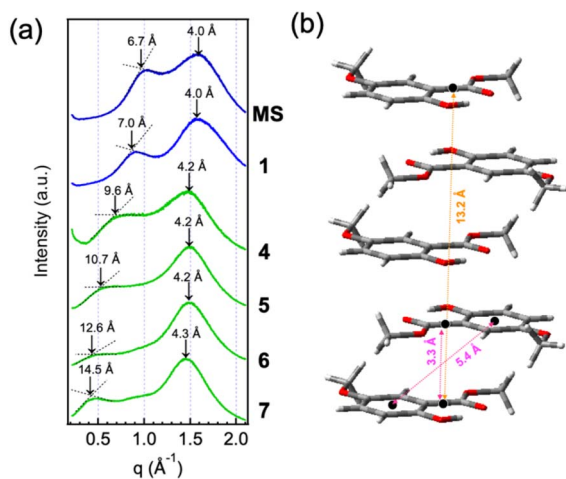 (a)
6.7 Å
4.0 Å
MS
7.0 Å
4.0 Å
1
9.6 Å
4.2 Å
4
10.7 Å
4.2 Å
5
12.6 Å
4.2 Å
6
14.5 Å
4.3 Å
7
Intensity (a.u.)
0.5 1.0 1.5 2.0
q (Å⁻¹)
(b)
13.2 Å
3.3 Å
5.4 Å